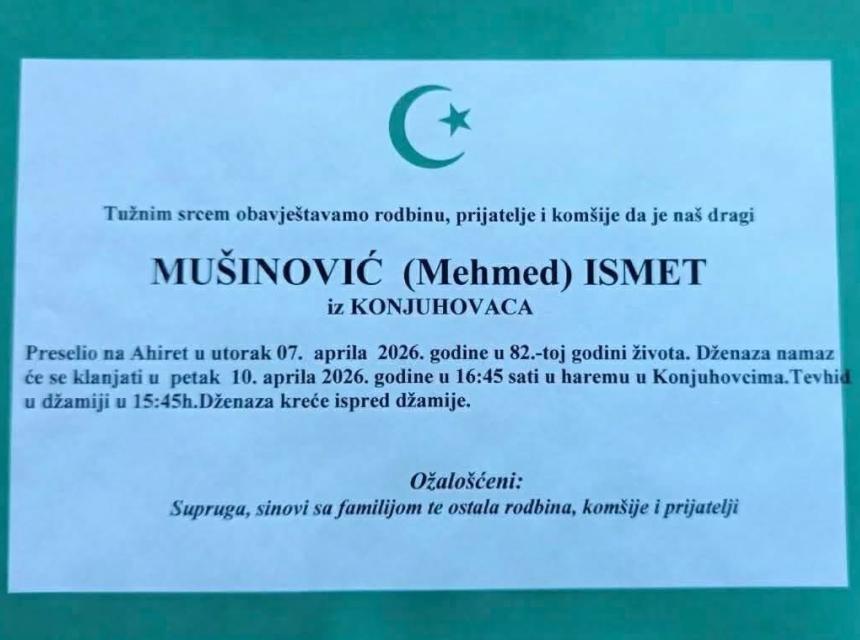 Tužnim srcem obavještavamo rodbinu, prijatelje i komšije da je naš dragi
MUŠINOVIĆ (Mehmed) ISMET
iz KONJUHOVACA
Preselio na Ahiret u utorak 07. aprila 2026. godine u 82.-toj godini života. Dženaza namaz
će se klanjati u petak 10. aprila 2026. godine u 16:45 sati u haremu u Konjuhovcima.Tevhid
u džamiji u 15:45h.Dženaza kreće ispred džamije.
Ožalošćeni:
Supruga, sinovi sa familijom te ostala rodbina, komšije i prijatelji